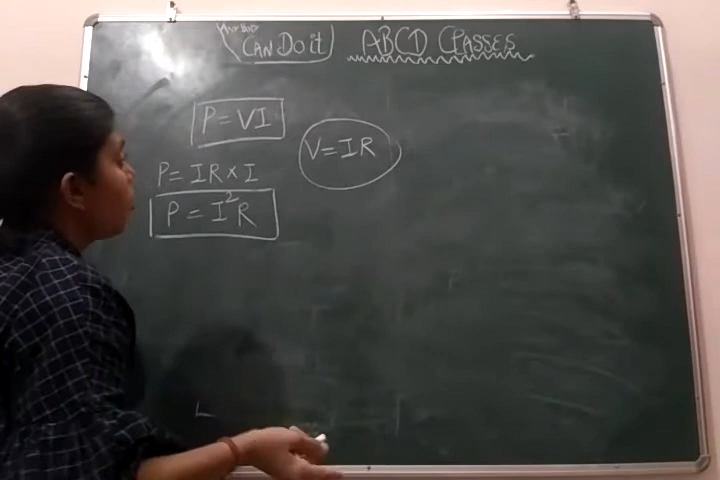 CAN DO it ABCD CLASSES
P = VI
V = IR
P = IR × I
P = I²R